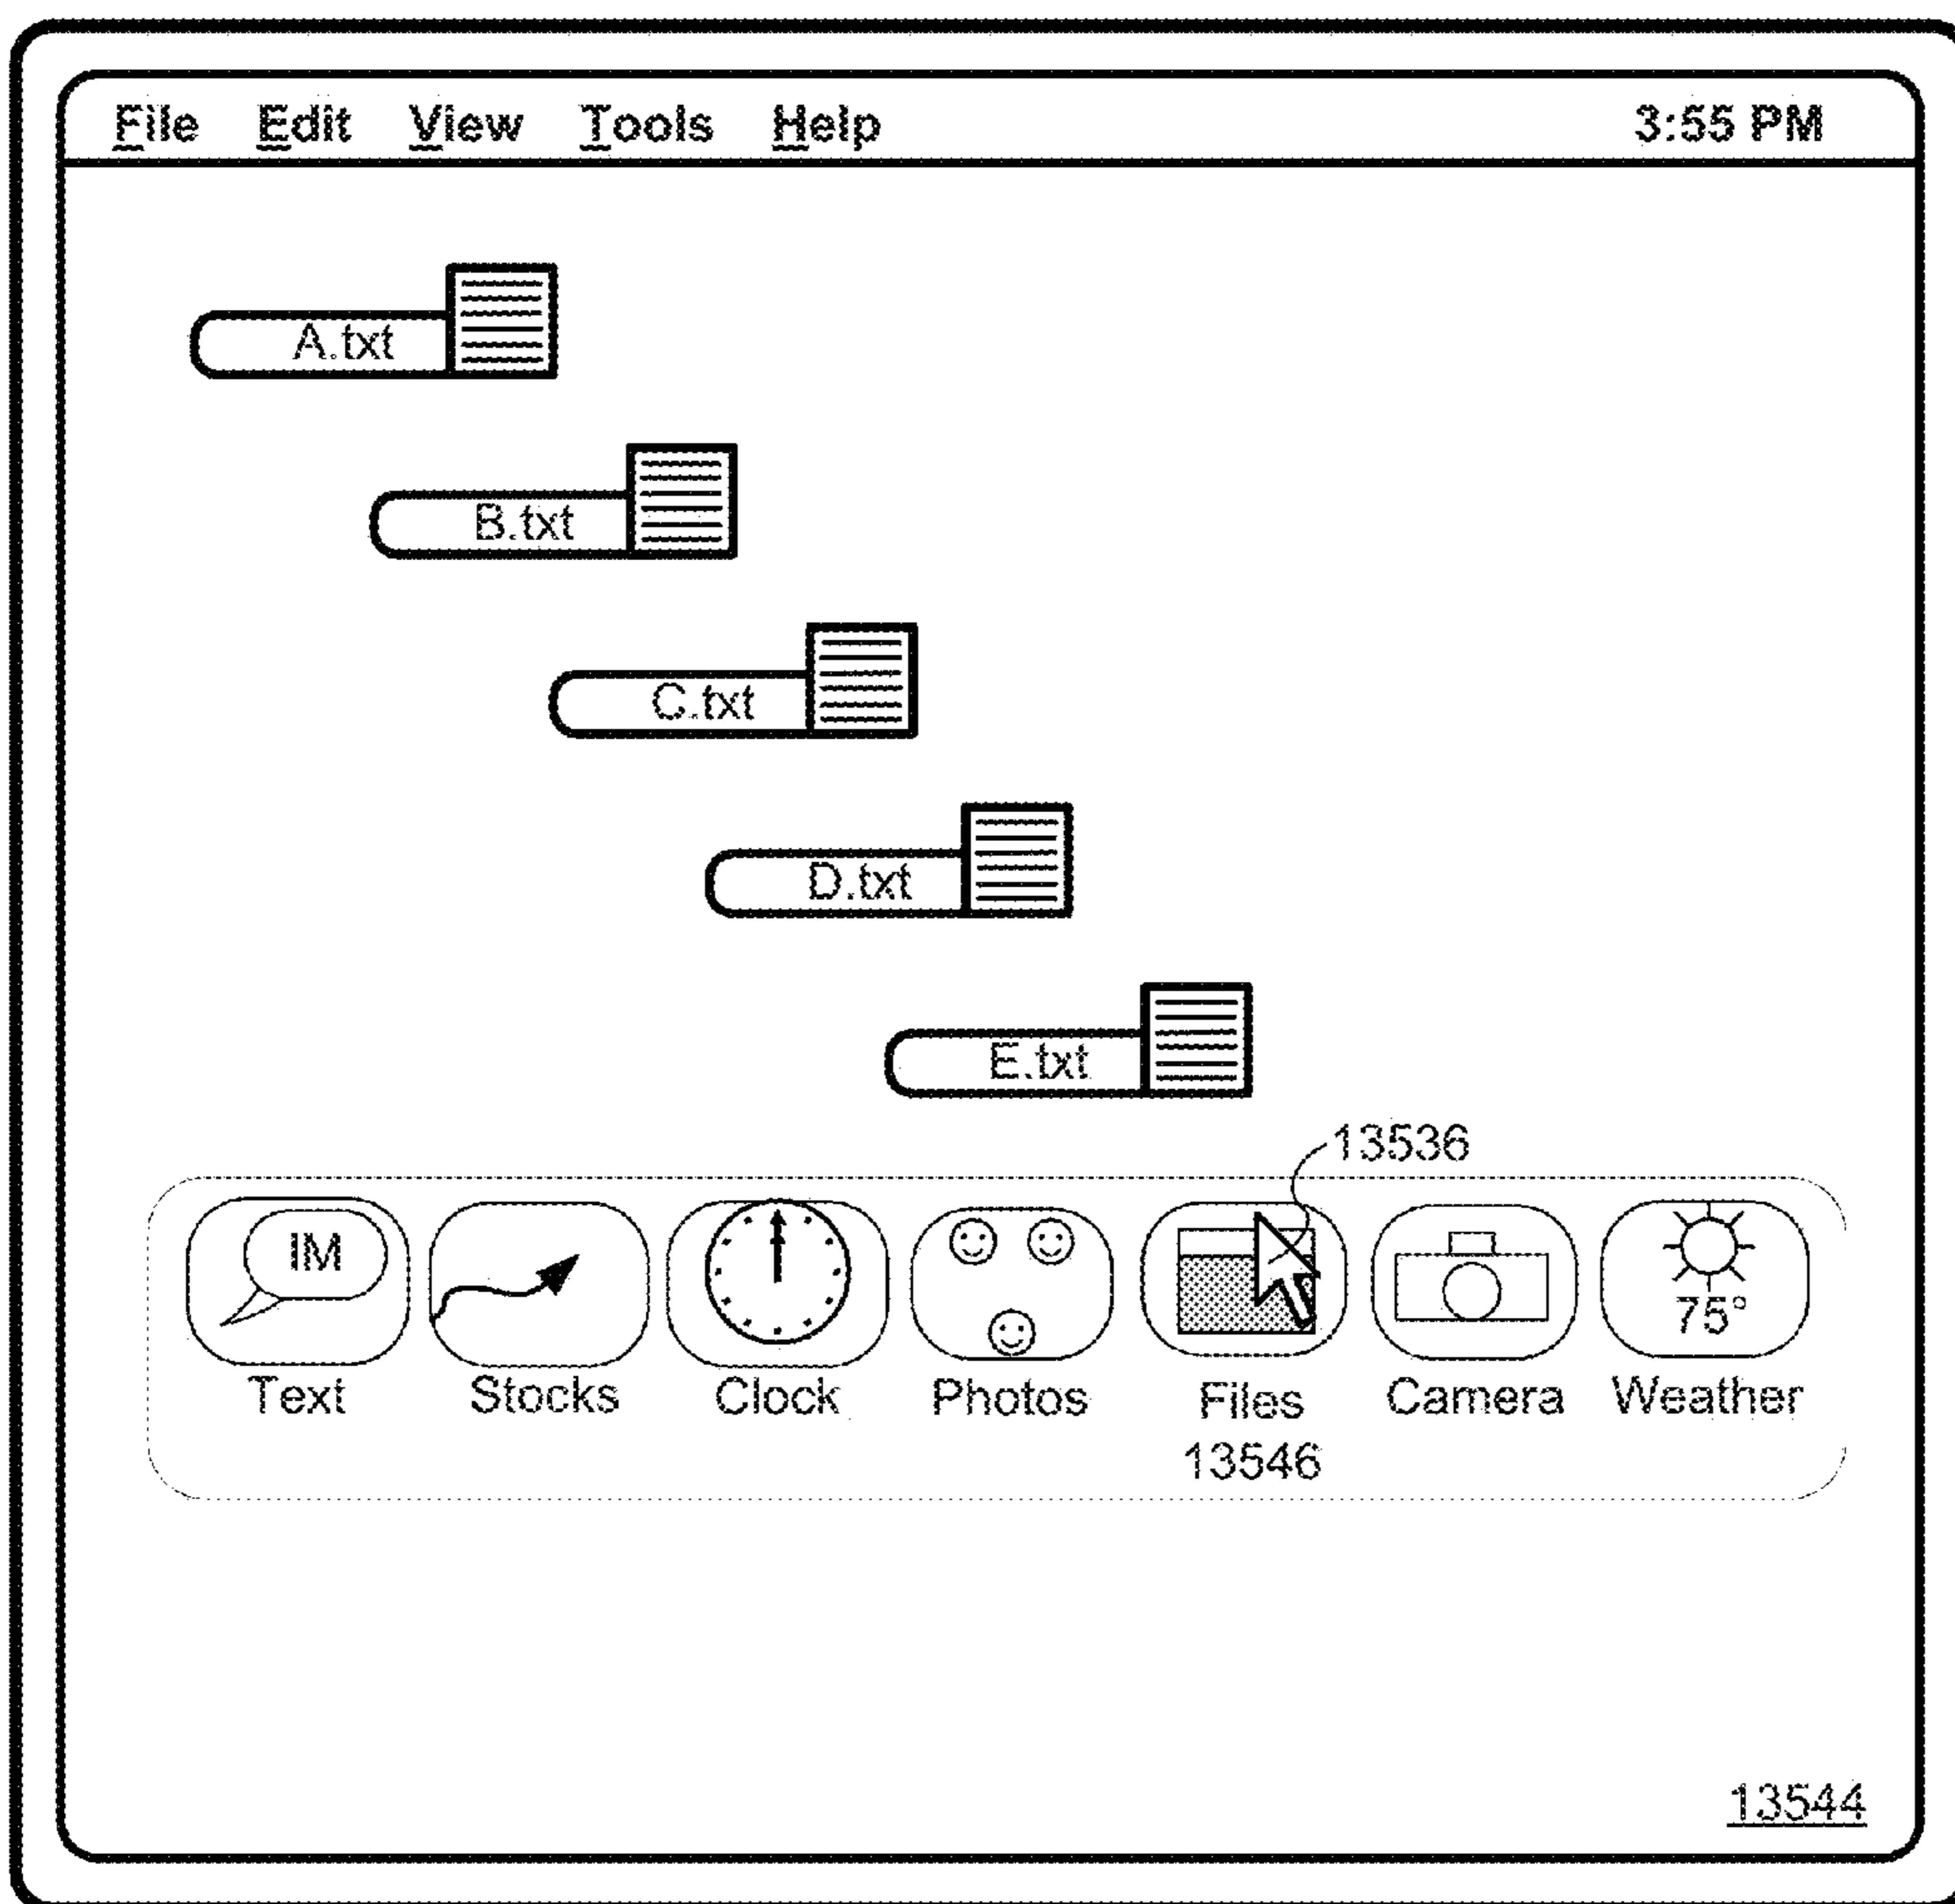 File Edit View Tools Help 3:55 PM
A.txt
B.txt
C.txt
D.txt
E.txt
13536
IM
75°
Text Stocks Clock Photos Files Camera Weather
13546
13544